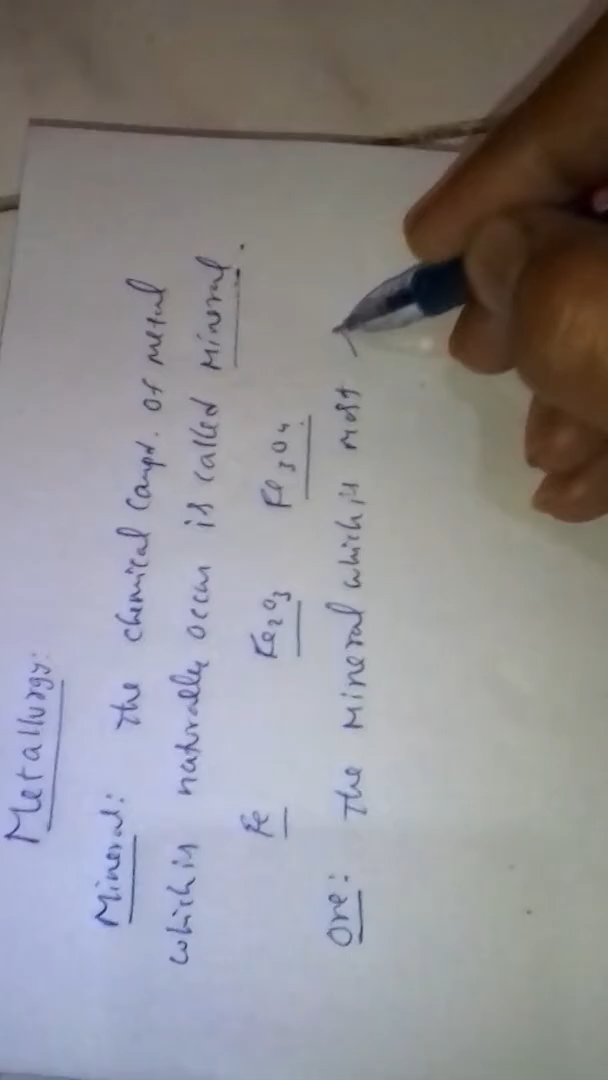 Metallurgy:
Mineral: The chemical Compd. of metal
which is naturally occur is called Mineral.
Fe Fe2O3 Fe3O4
Ore: The Mineral which is most